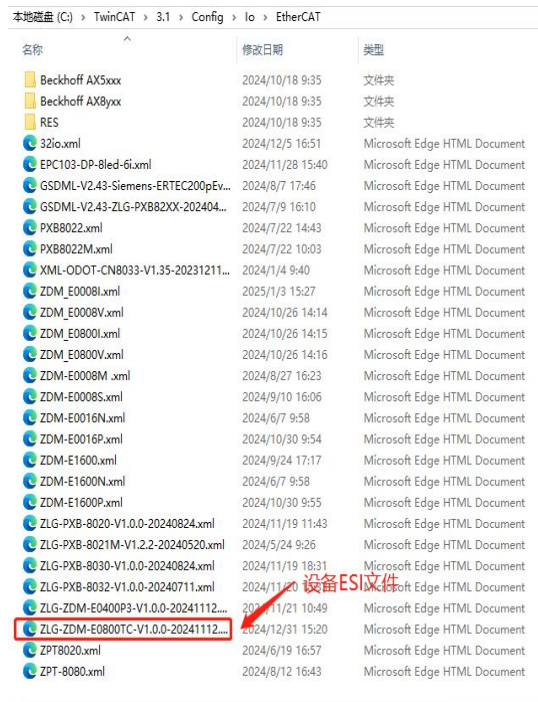 本地磁盘 (C:) › TwinCAT › 3.1 › Config › Io › EtherCAT
名称 修改日期 类型
Beckhoff AX5xxx 2024/10/18 9:35 文件夹
Beckhoff AX8yxx 2024/10/18 9:35 文件夹
RES 2024/10/18 9:35 文件夹
32io.xml 2024/12/5 16:51 Microsoft Edge HTML Document
EPC103-DP-8led-6i.xml 2024/11/28 15:40 Microsoft Edge HTML Document
GSDML-V2.43-Siemens-ERTEC200pEv... 2024/8/7 17:46 Microsoft Edge HTML Document
GSDML-V2.43-ZLG-PXB82XX-202404... 2024/7/9 16:10 Microsoft Edge HTML Document
PXB8022.xml 2024/7/22 14:43 Microsoft Edge HTML Document
PXB8022M.xml 2024/7/22 10:03 Microsoft Edge HTML Document
XML-ODOT-CN8033-V1.35-20231211... 2024/1/4 9:40 Microsoft Edge HTML Document
ZDM_E0008I.xml 2025/1/3 15:27 Microsoft Edge HTML Document
ZDM_E0008V.xml 2024/10/26 14:14 Microsoft Edge HTML Document
ZDM_E0800I.xml 2024/10/26 14:15 Microsoft Edge HTML Document
ZDM_E0800V.xml 2024/10/26 14:16 Microsoft Edge HTML Document
ZDM-E0008M .xml 2024/8/27 16:23 Microsoft Edge HTML Document
ZDM-E0008S.xml 2024/9/10 16:06 Microsoft Edge HTML Document
ZDM-E0016N.xml 2024/6/7 9:58 Microsoft Edge HTML Document
ZDM-E0016P.xml 2024/10/30 9:54 Microsoft Edge HTML Document
ZDM-E1600.xml 2024/9/24 17:17 Microsoft Edge HTML Document
ZDM-E1600N.xml 2024/6/7 9:58 Microsoft Edge HTML Document
ZDM-E1600P.xml 2024/10/30 9:55 Microsoft Edge HTML Document
ZLG-PXB-8020-V1.0.0-20240824.xml 2024/11/19 11:43 Microsoft Edge HTML Document
ZLG-PXB-8021M-V1.2.2-20240520.xml 2024/5/24 9:26 Microsoft Edge HTML Document
ZLG-PXB-8030-V1.0.0-20240824.xml 2024/11/19 18:31 Microsoft Edge HTML Document
设备ESI文件
ZLG-PXB-8032-V1.0.0-20240711.xml Microsoft Edge HTML Document
ZLG-ZDM-E0400P3-V1.0.0-20241112.... 2024/11/21 10:49 Microsoft Edge HTML Document
ZLG-ZDM-E0800TC-V1.0.0-20241112.... 2024/12/31 15:20 Microsoft Edge HTML Document
ZPT8020.xml 2024/6/19 16:57 Microsoft Edge HTML Document
ZPT-8080.xml 2024/8/12 16:43 Microsoft Edge HTML Document